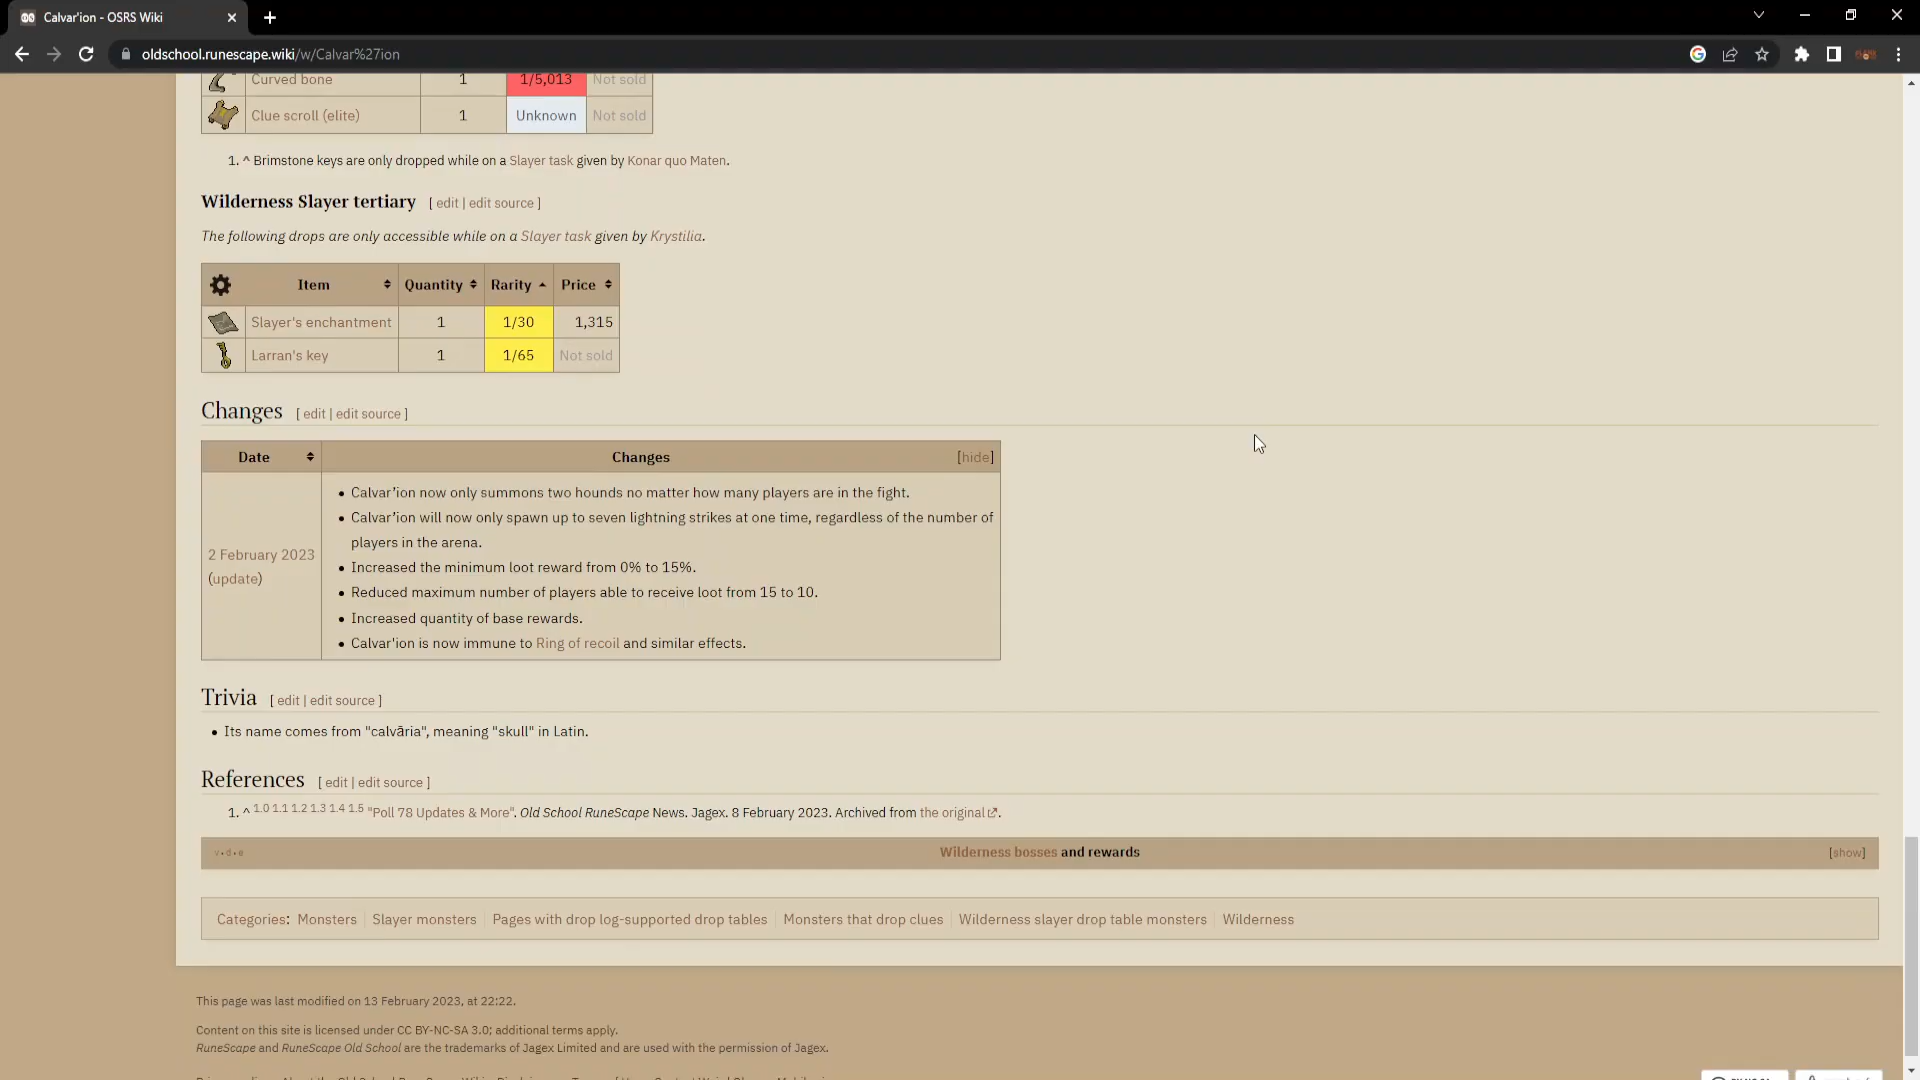 Calvar'ion - OSRS Wiki
oldschool.runescape.wiki/w/Calvar%27ion
Curved bone 1 1/5,013 Not sold
Clue scroll (elite) 1 Unknown Not sold
1. ^ Brimstone keys are only dropped while on a Slayer task given by Konar quo Maten.
Wilderness Slayer tertiary [ edit | edit source ]
The following drops are only accessible while on a Slayer task given by Krystilia.
Item Quantity Rarity Price
Slayer's enchantment 1 1/30 1,315
Larran's key 1 1/65 Not sold
Changes [ edit | edit source ]
Date Changes [hide]
2 February 2023
(update)
• Calvar’ion now only summons two hounds no matter how many players are in the fight.
• Calvar’ion will now only spawn up to seven lightning strikes at one time, regardless of the number of
players in the arena.
• Increased the minimum loot reward from 0% to 15%.
• Reduced maximum number of players able to receive loot from 15 to 10.
• Increased quantity of base rewards.
• Calvar'ion is now immune to Ring of recoil and similar effects.
Trivia [ edit | edit source ]
• Its name comes from "calvāria", meaning "skull" in Latin.
References [ edit | edit source ]
1. ^ 1.0 1.1 1.2 1.3 1.4 1.5 "Poll 78 Updates & More". Old School RuneScape News. Jagex. 8 February 2023. Archived from the original.
v • d • e Wilderness bosses and rewards [show]
Categories: Monsters Slayer monsters Pages with drop log-supported drop tables Monsters that drop clues Wilderness slayer drop table monsters Wilderness
This page was last modified on 13 February 2023, at 22:22.
Content on this site is licensed under CC BY-NC-SA 3.0; additional terms apply.
RuneScape and RuneScape Old School are the trademarks of Jagex Limited and are used with the permission of Jagex.